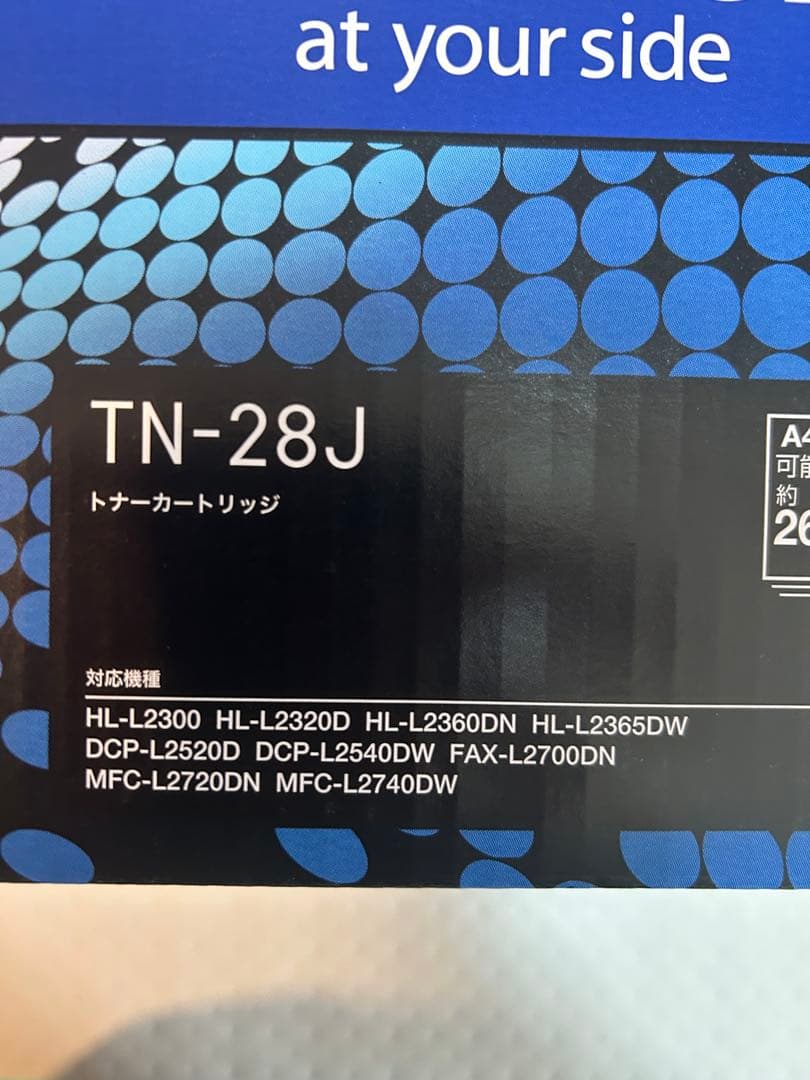 at your side
TN-28J
トナーカートリッジ
A4
可能
約
26
対応機種
HL-L2300 HL-L2320D HL-L2360DN HL-L2365DW
DCP-L2520D DCP-L2540DW FAX-L2700DN
MFC-L2720DN MFC-L2740DW